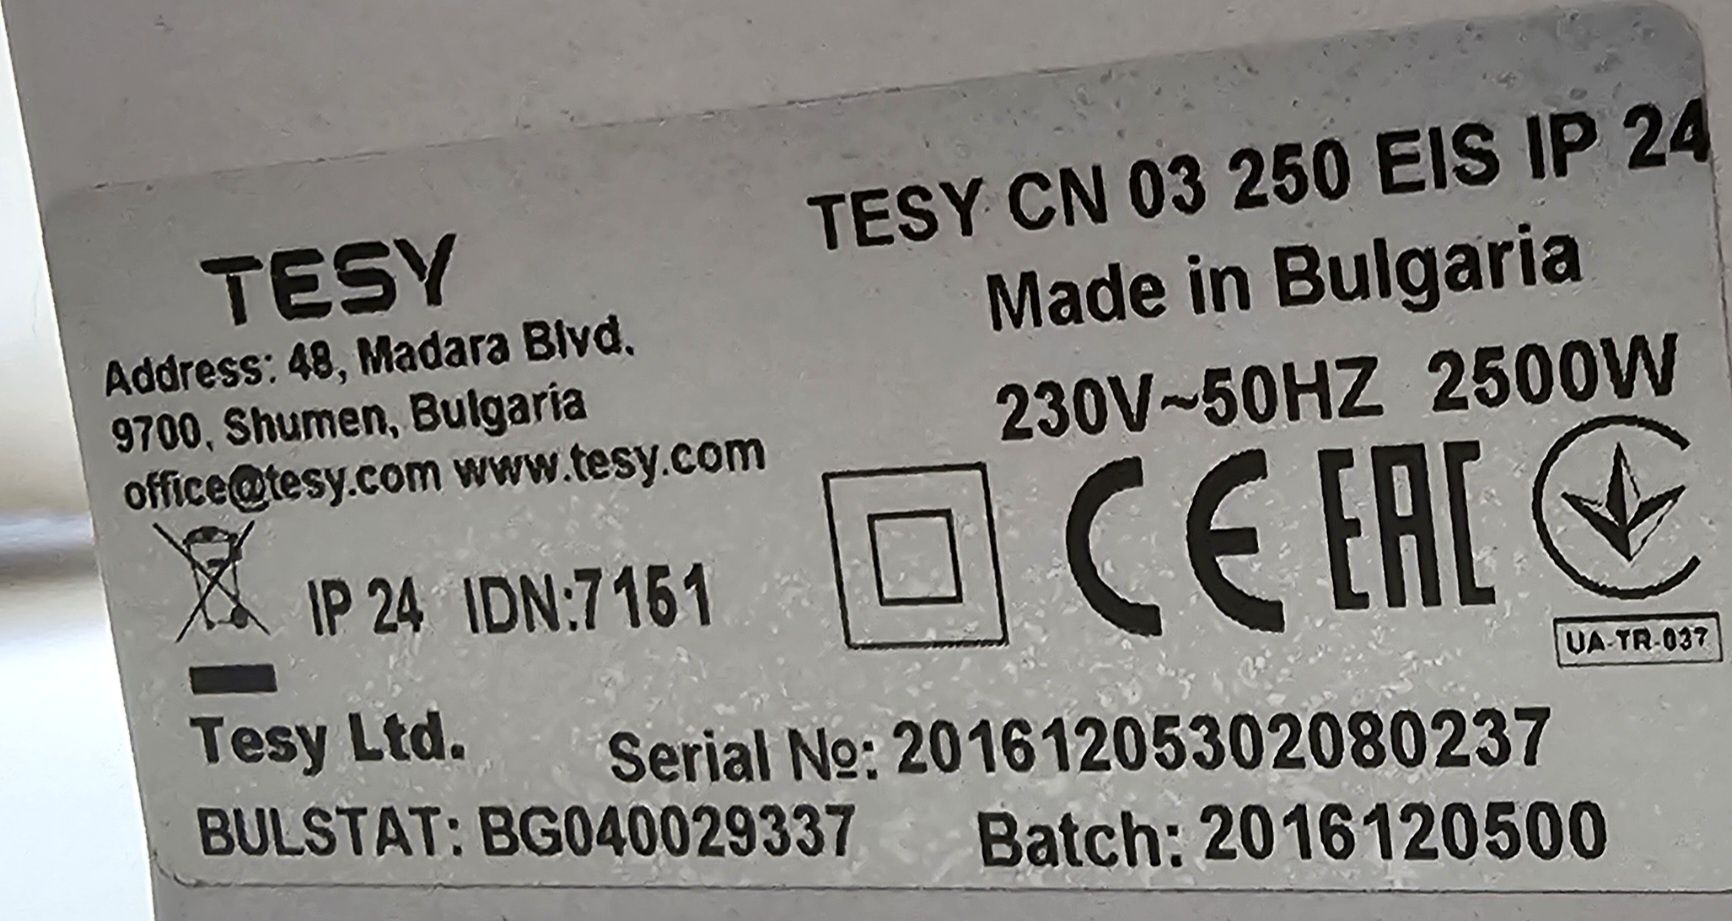 TESY CN 03 250 EIS IP 24
Made in Bulgaria
230V~50HZ 2500W
TESY
Address: 48, Madara Blvd.
9700, Shumen, Bulgaria
office@tesy.com www.tesy.com
IP 24 IDN:7151
CE EAC
UA-TR-037
Tesy Ltd.
Serial №: 20161205302080237
BULSTAT: BG040029337
Batch: 2016120500